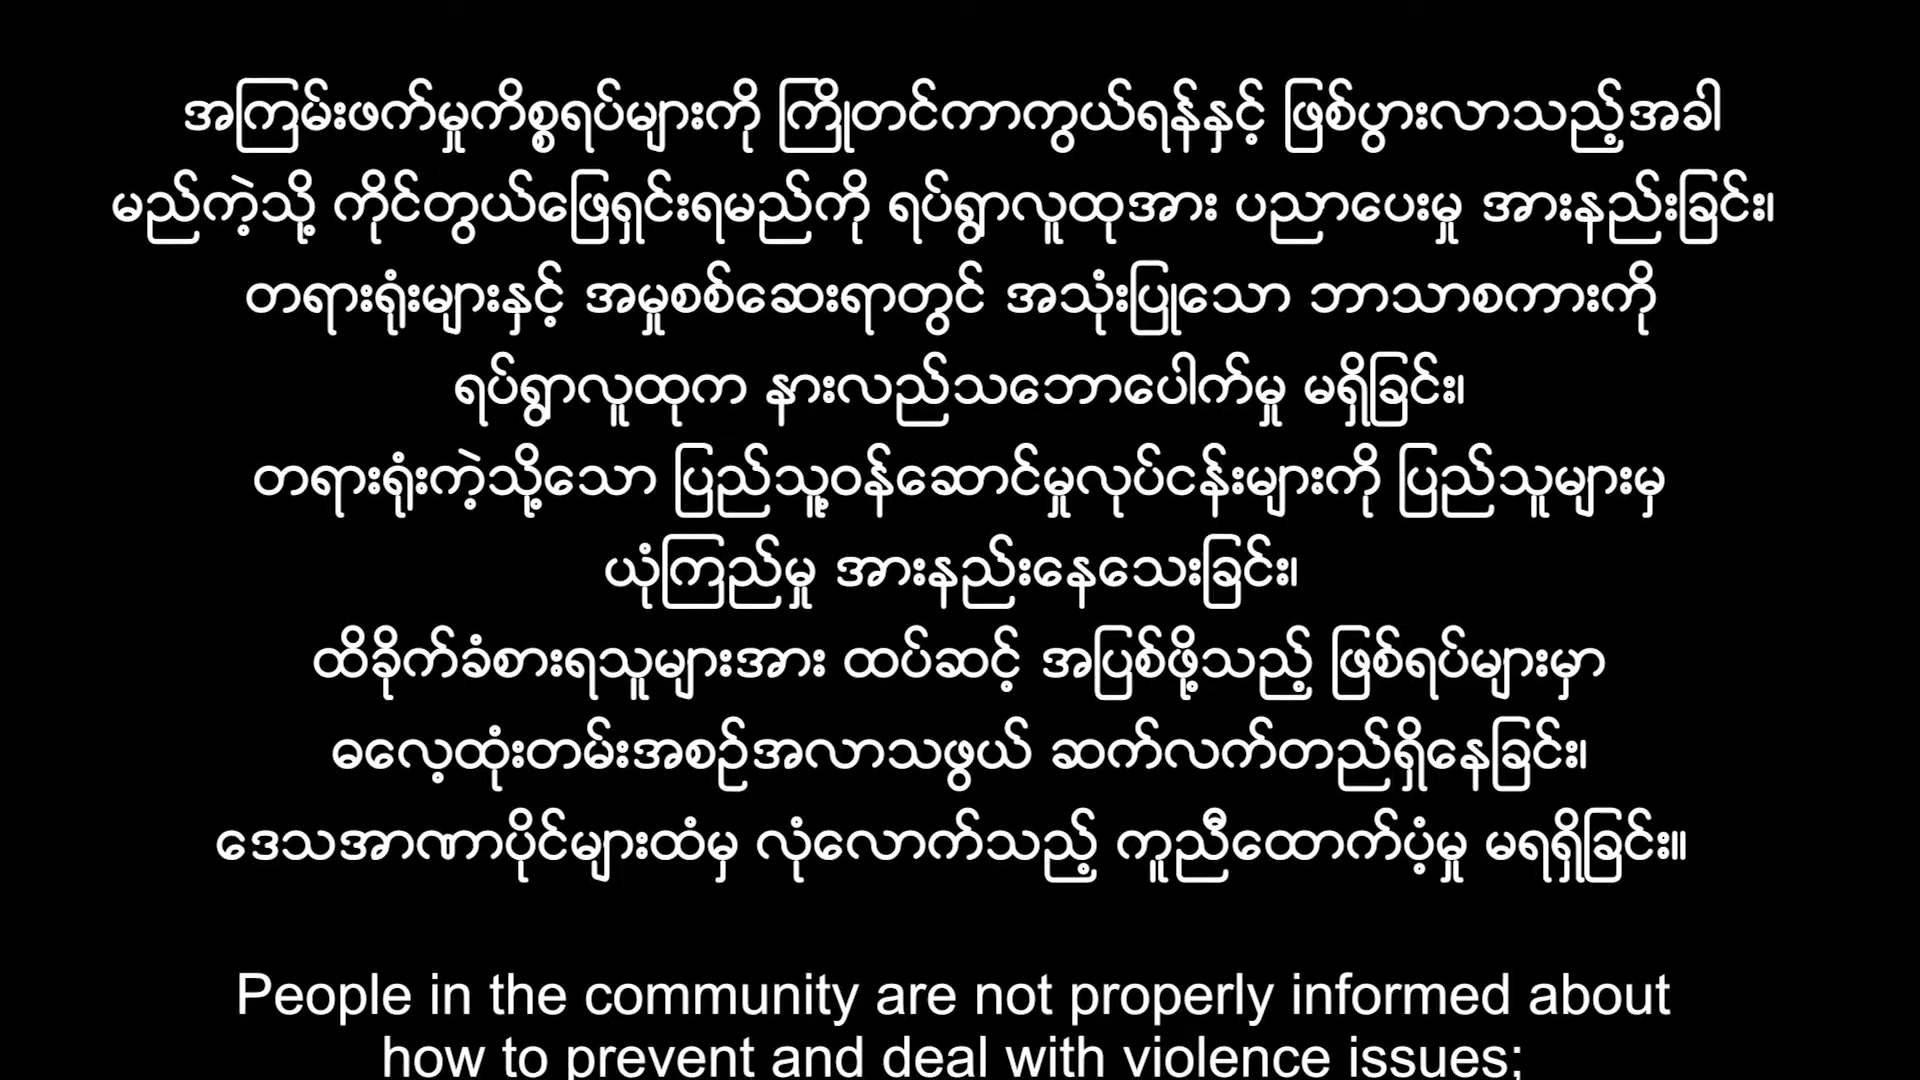 အကြမ်းဖက်မှုကိစ္စရပ်များကို ကြိုတင်ကာကွယ်ရန်နှင့် ဖြစ်ပွားလာသည့်အခါ
မည်ကဲ့သို့ ကိုင်တွယ်ဖြေရှင်းရမည်ကို ရပ်ရွာလူထုအား ပညာပေးမှု အားနည်းခြင်း၊
တရားရုံးများနှင့် အမှုစစ်ဆေးရာတွင် အသုံးပြုသော ဘာသာစကားကို
ရပ်ရွာလူထုက နားလည်သဘောပေါက်မှု မရှိခြင်း၊
တရားရုံးကဲ့သို့သော ပြည်သူ့ဝန်ဆောင်မှုလုပ်ငန်းများကို ပြည်သူများမှ
ယုံကြည်မှု အားနည်းနေသေးခြင်း၊
ထိခိုက်ခံစားရသူများအား ထပ်ဆင့် အပြစ်ဖို့သည့် ဖြစ်ရပ်များမှာ
ဓလေ့ထုံးတမ်းအစဉ်အလာသဖွယ် ဆက်လက်တည်ရှိနေခြင်း၊
ဒေသအာဏာပိုင်များထံမှ လုံလောက်သည့် ကူညီထောက်ပံ့မှု မရရှိခြင်း။
People in the community are not properly informed about
how to prevent and deal with violence issues;